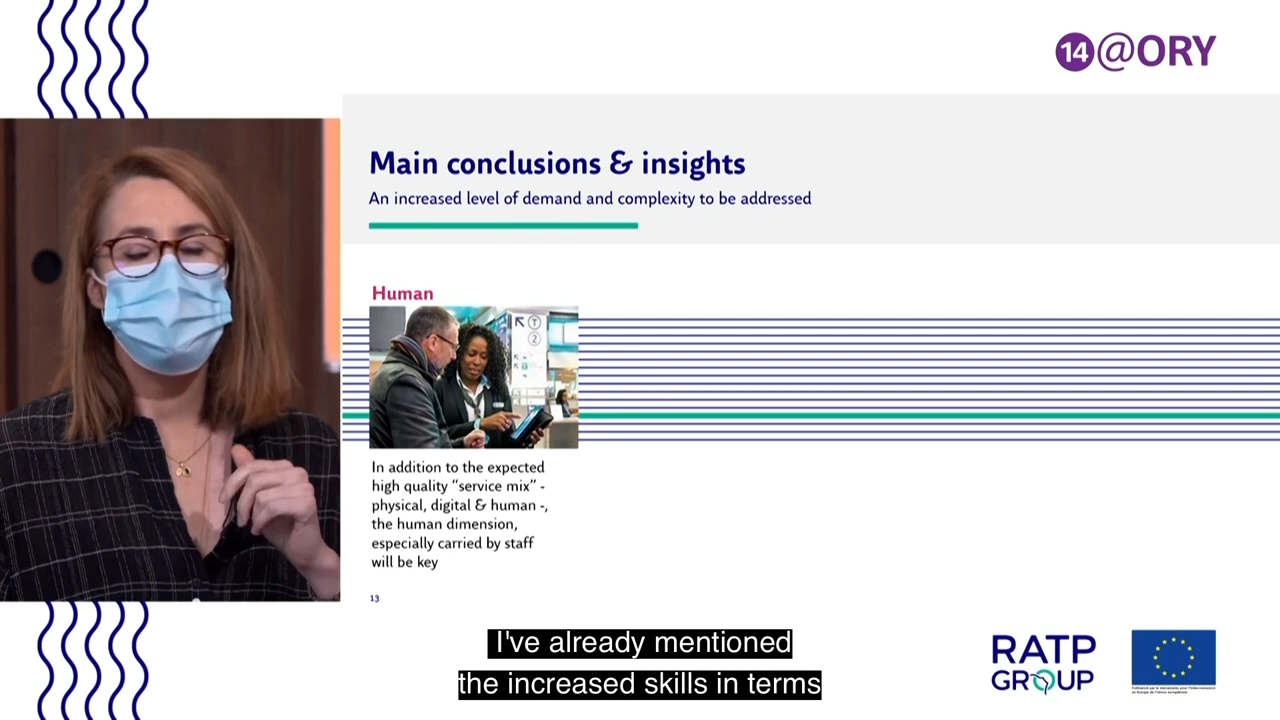 14@ORY
Main conclusions & insights
An increased level of demand and complexity to be addressed
Human
T
2
In addition to the expected
high quality “service mix” -
physical, digital & human -,
the human dimension,
especially carried by staff
will be key
13
I've already mentioned
the increased skills in terms
RATP
GROUP